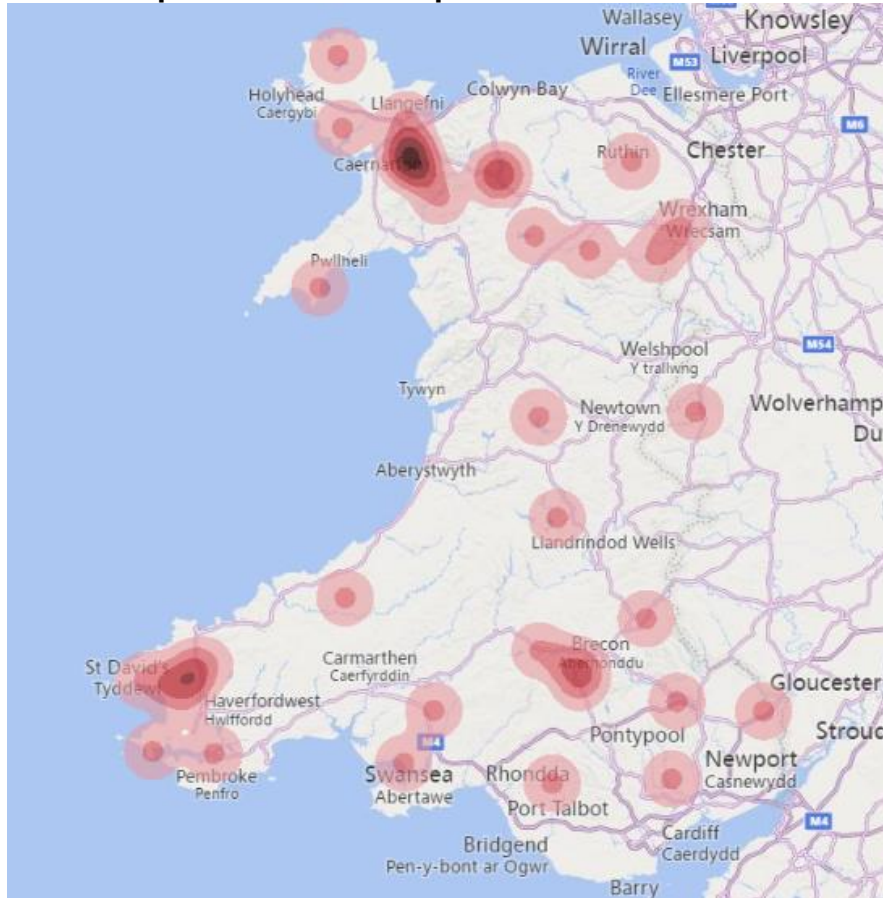 Wallasey
Knowsley
Wirral
Liverpool
M53
River
Dee
Ellesmere Port
M6
Holyhead
Caergybi
Llangefni
Colwyn Bay
Ruthin
Chester
Wrexham
Wrecsam
Pwllheli
M54
Welshpool
Y trallwng
Tywyn
Newtown
Y Drenewydd
Wolverhamp
Du
Aberystwyth
Llandrindod Wells
Brecon
Aberhonddu
Carmarthen
Caerfyrddin
St David's
Tyddewi
Haverfordwest
Hwlffordd
Gloucester
Pontypool
Stroud
M4
Newport
Casnewydd
Pembroke
Penfro
Swansea
Abertawe
Rhondda
Port Talbot
M4
Bridgend
Pen-y-bont ar Ogwr
Cardiff
Caerdydd
Barry